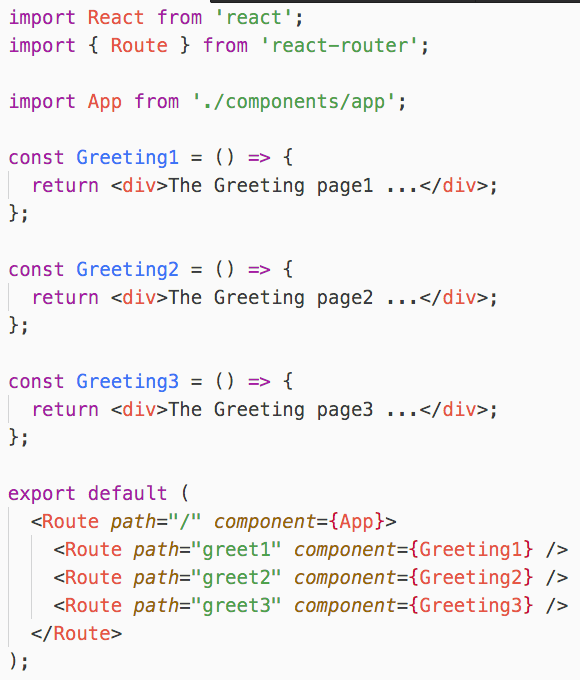 import React from 'react';
import { Route } from 'react-router';
import App from './components/app';
const Greeting1 = () => {
return <div>The Greeting page1 ...</div>;
};
const Greeting2 = () => {
return <div>The Greeting page2 ...</div>;
};
const Greeting3 = () => {
return <div>The Greeting page3 ...</div>;
};
export default (
<Route path="/" component={App}>
<Route path="greet1" component={Greeting1} />
<Route path="greet2" component={Greeting2} />
<Route path="greet3" component={Greeting3} />
</Route>
);